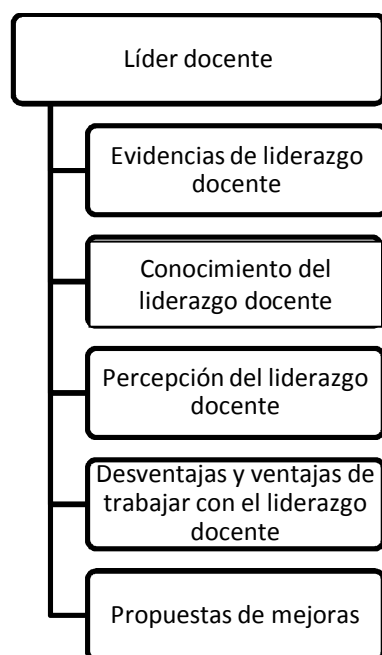 Líder docente
Evidencias de liderazgo
docente
Conocimiento del
liderazgo docente
Percepción del liderazgo
docente
Desventajas y ventajas de
trabajar con el liderazgo
docente
Propuestas de mejoras